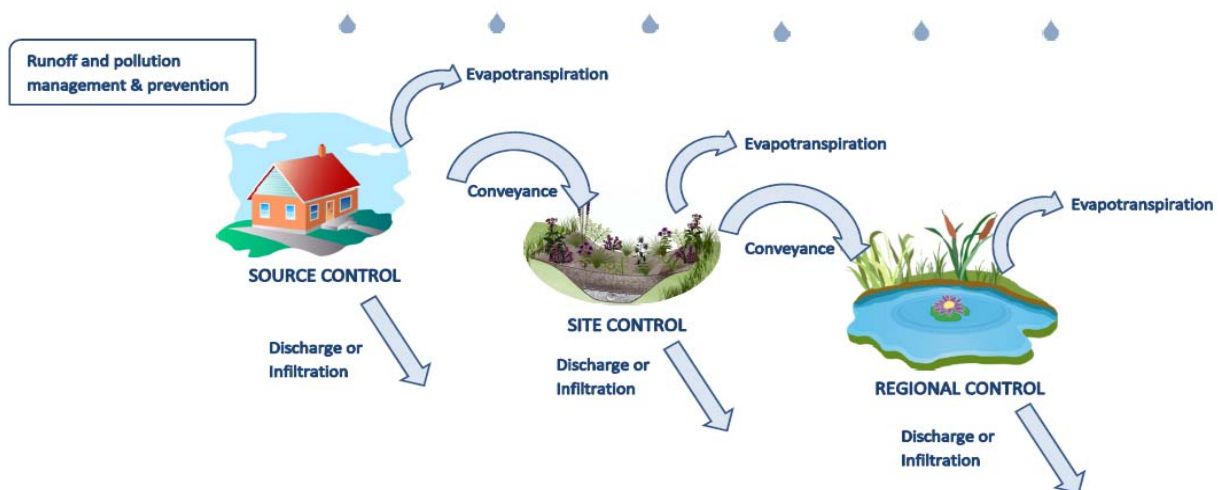 Runoff and pollution
management & prevention
Evapotranspiration
Conveyance
SOURCE CONTROL
Discharge or
Infiltration
Evapotranspiration
Conveyance
SITE CONTROL
Discharge or
Infiltration
Evapotranspiration
REGIONAL CONTROL
Discharge or
Infiltration